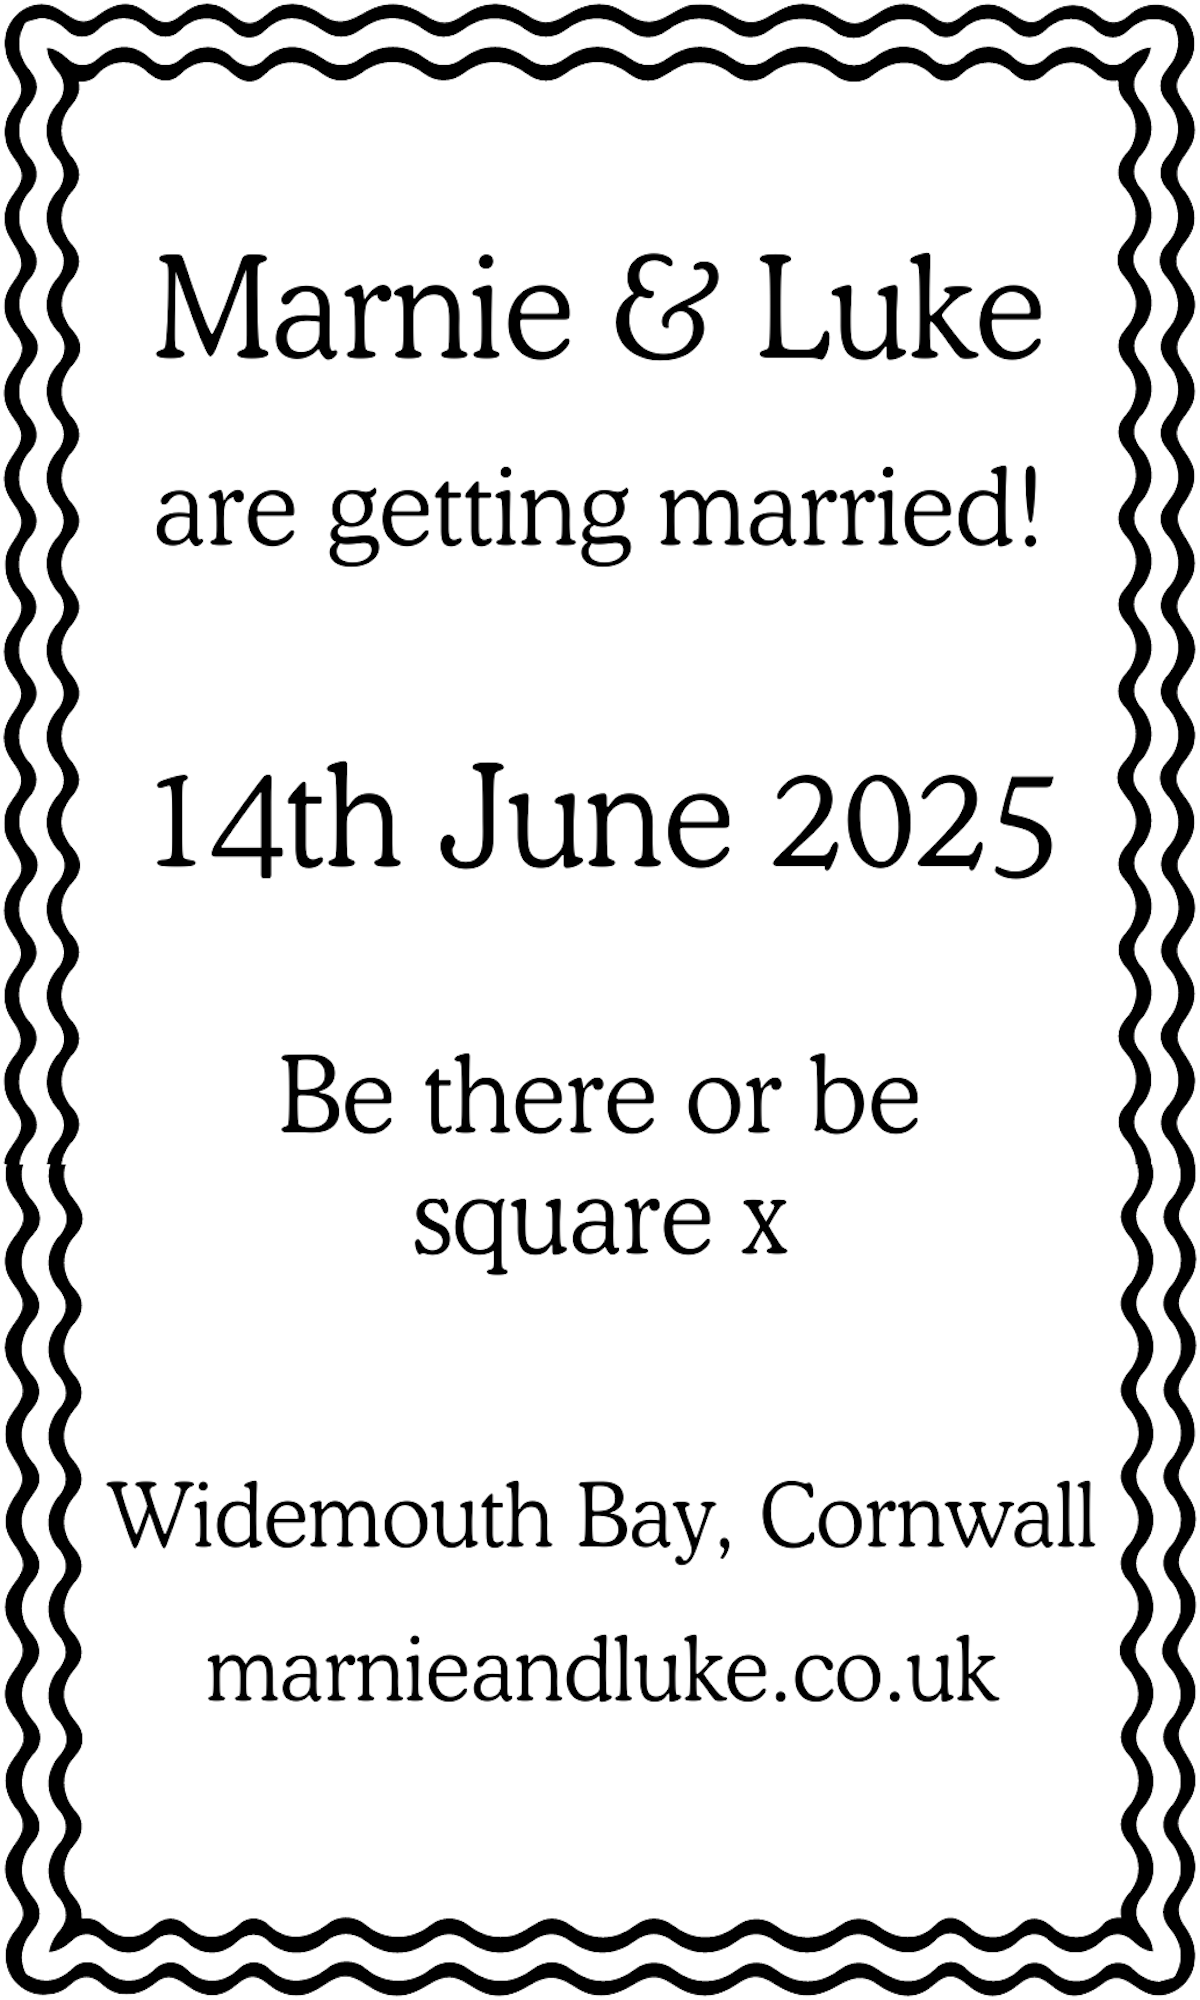 Marnie & Luke
are getting married!
14th June 2025
Be there or be
square x
Widemouth Bay, Cornwall
marnieandluke.co.uk